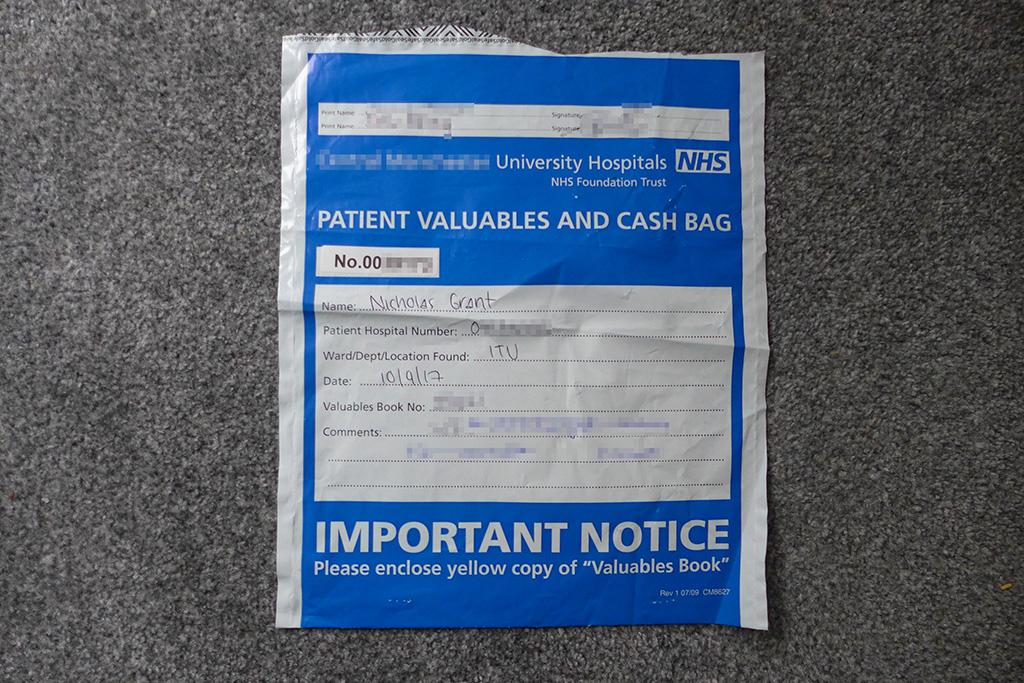 Print Name: Signature:
Print Name: Signature:
University Hospitals NHS
NHS Foundation Trust
PATIENT VALUABLES AND CASH BAG
No.00
Name: Nicholas Grant
Patient Hospital Number: 0
Ward/Dept/Location Found: ITU
Date: 10/9/17
Valuables Book No:
Comments:
IMPORTANT NOTICE
Please enclose yellow copy of “Valuables Book”
Rev 1 07/09 CM8627